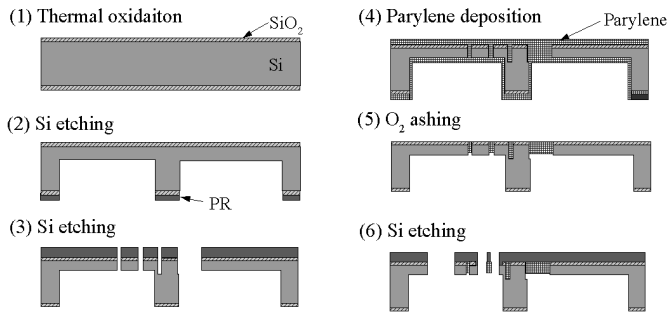 (1) Thermal oxidaiton
SiO2
Si
(2) Si etching
PR
(3) Si etching
(4) Parylene deposition
Parylene
(5) O2 ashing
(6) Si etching